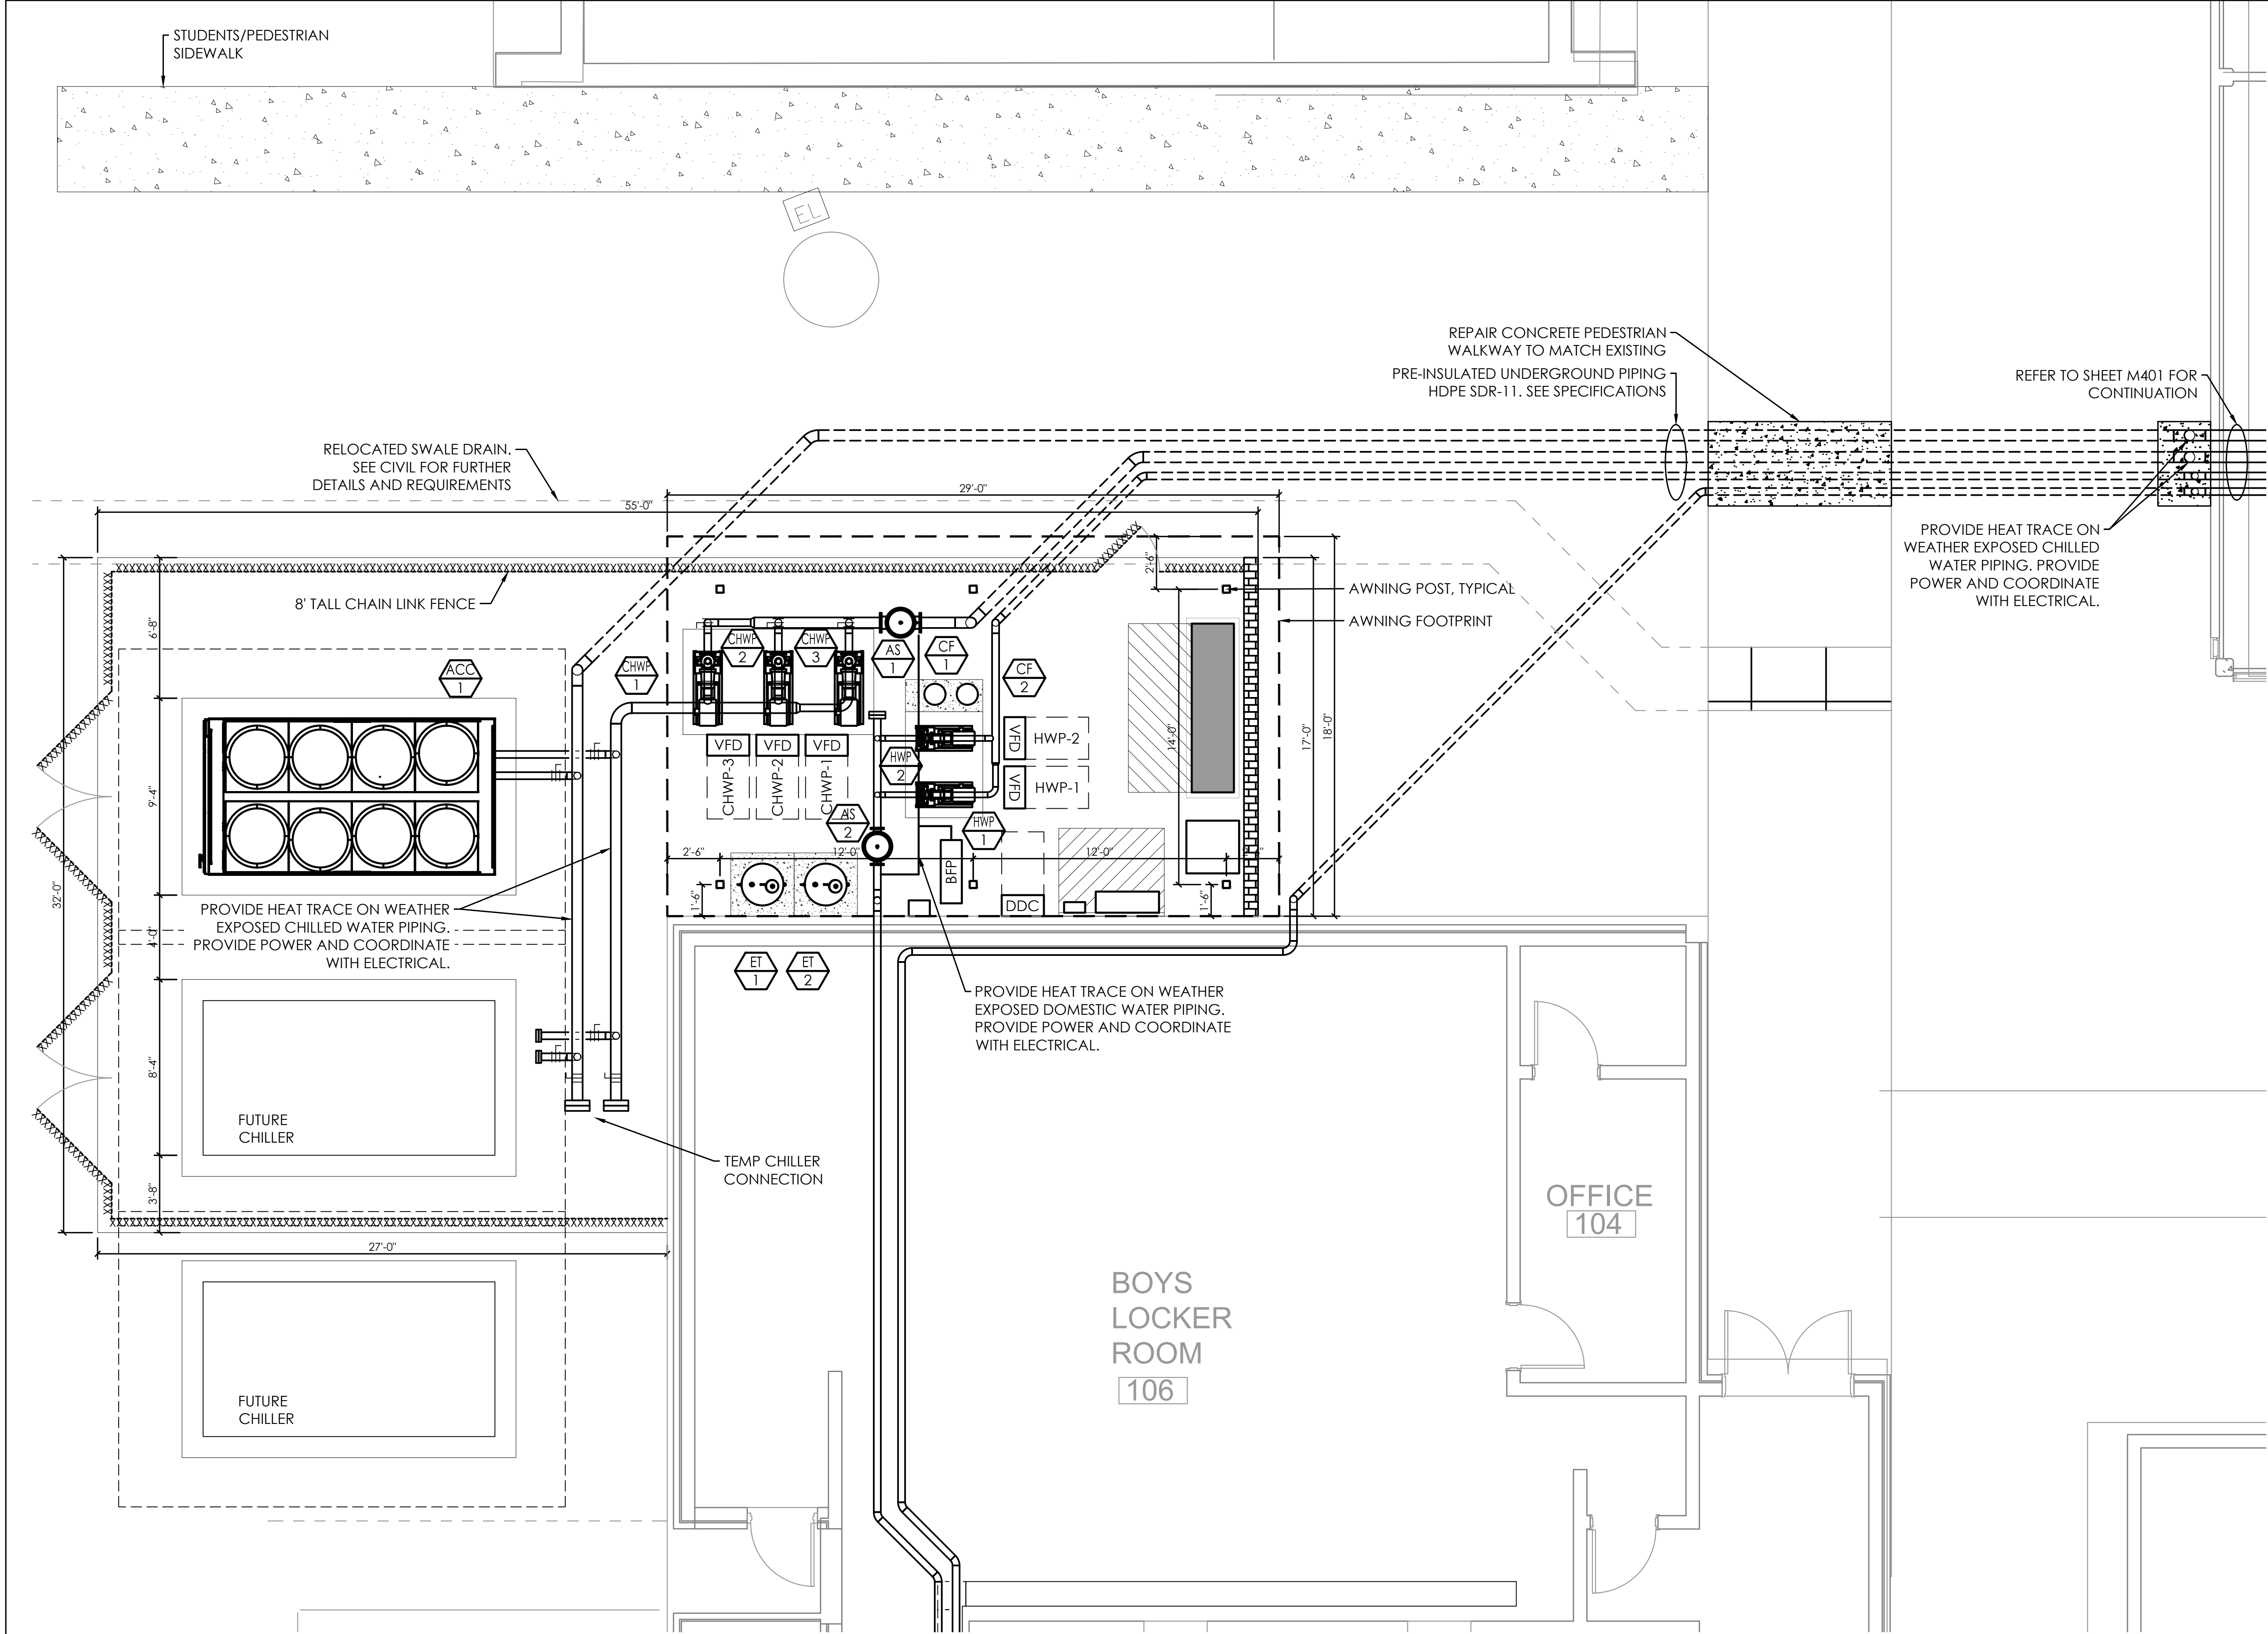 STUDENTS/PEDESTRIAN
SIDEWALK
EL
REPAIR CONCRETE PEDESTRIAN
WALKWAY TO MATCH EXISTING
PRE-INSULATED UNDERGROUND PIPING
HDPE SDR-11. SEE SPECIFICATIONS
REFER TO SHEET M401 FOR
CONTINUATION
RELOCATED SWALE DRAIN.
SEE CIVIL FOR FURTHER
DETAILS AND REQUIREMENTS
29'-0"
55'-0"
PROVIDE HEAT TRACE ON
WEATHER EXPOSED CHILLED
WATER PIPING. PROVIDE
POWER AND COORDINATE
WITH ELECTRICAL.
2'-6"
8' TALL CHAIN LINK FENCE
AWNING POST, TYPICAL
AWNING FOOTPRINT
6'-8"
ACC
1
CHWP
1
CHWP
2
CHWP
3
AS
1
CF
1
CF
2
VFD
VFD
VFD
CHWP-3
CHWP-2
CHWP-1
HWP
2
VFD
HWP-2
VFD
HWP-1
14'-0"
17'-0"
18'-0"
9'-4"
32'-0"
AS
2
HWP
1
2'-6"
12'-0"
12'-0"
BFP
DDC
1'-6"
1'-6"
PROVIDE HEAT TRACE ON WEATHER
EXPOSED CHILLED WATER PIPING.
PROVIDE POWER AND COORDINATE
WITH ELECTRICAL.
4'-0"
ET
1
ET
2
PROVIDE HEAT TRACE ON WEATHER
EXPOSED DOMESTIC WATER PIPING.
PROVIDE POWER AND COORDINATE
WITH ELECTRICAL.
8'-4"
FUTURE
CHILLER
TEMP CHILLER
CONNECTION
3'-8"
27'-0"
OFFICE
104
BOYS
LOCKER
ROOM
106
FUTURE
CHILLER